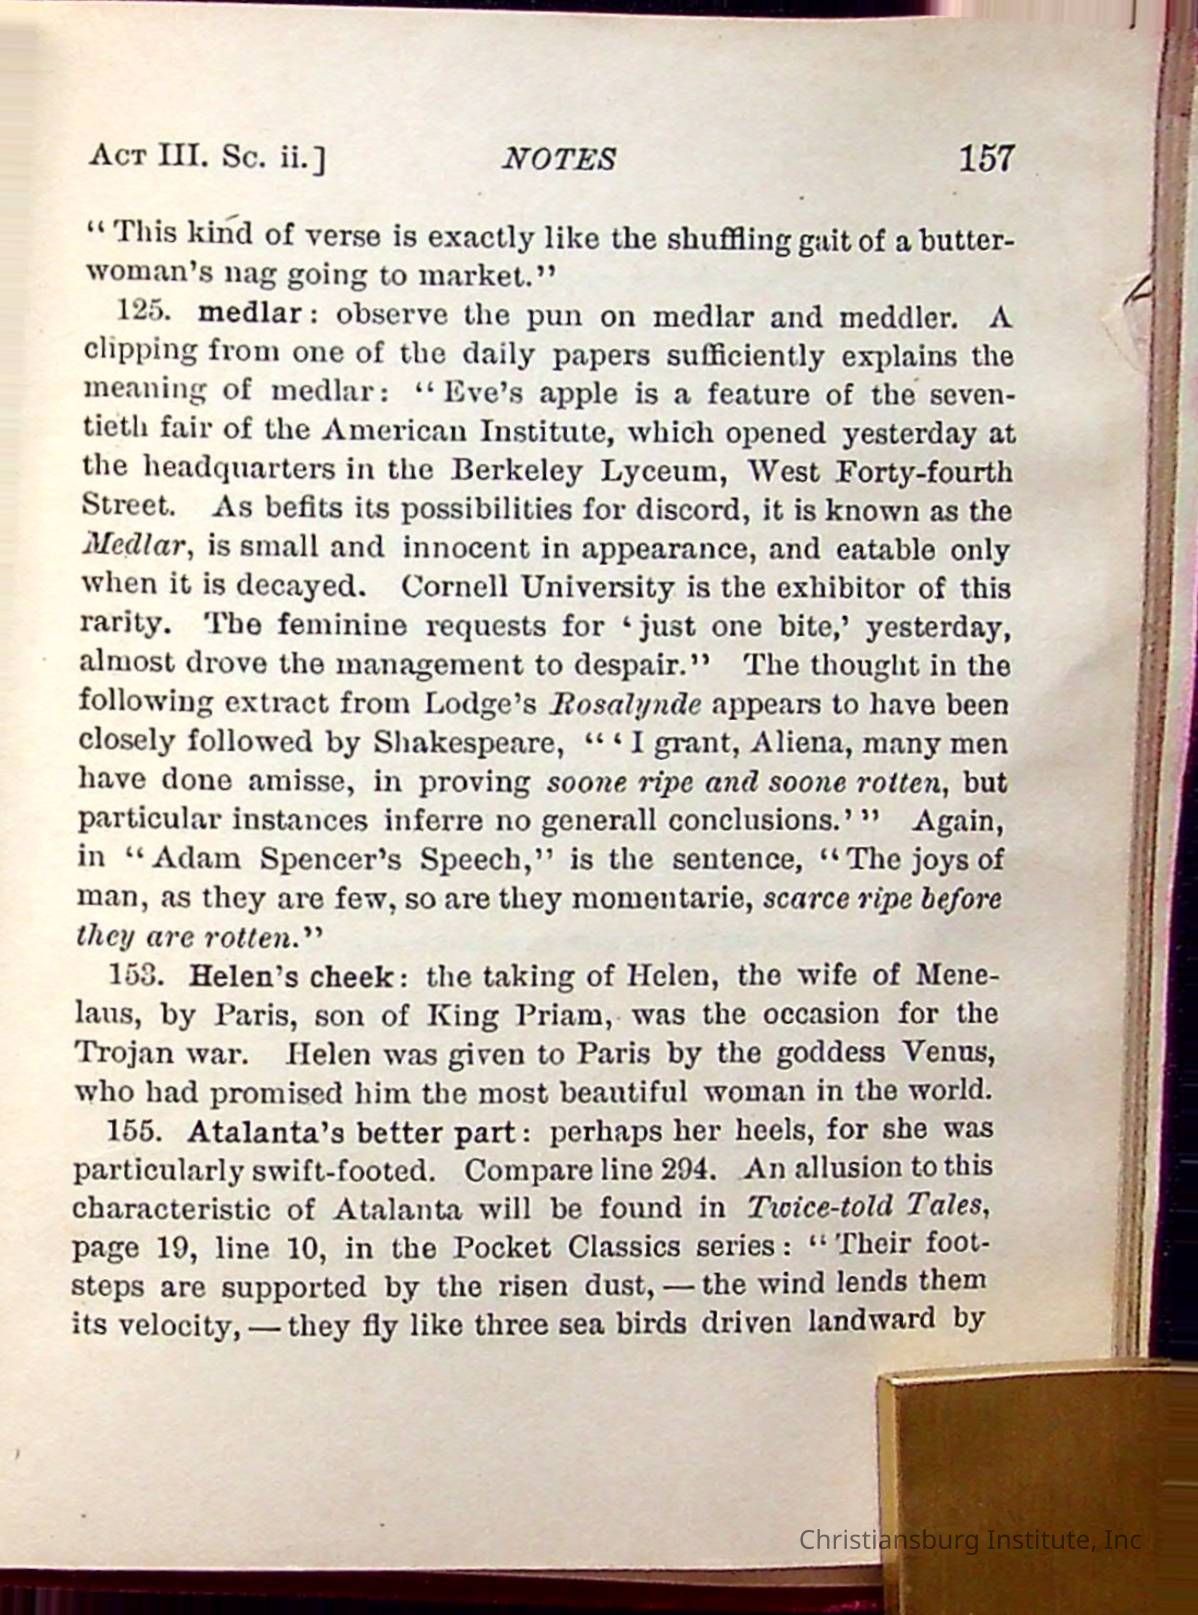 ACT III. Sc. ii.] NOTES 157
“This kind of verse is exactly like the shuffling gait of a butter-
woman’s nag going to market.”
125. medlar: observe the pun on medlar and meddler. A
clipping from one of the daily papers sufficiently explains the
meaning of medlar: “Eve’s apple is a feature of the seven-
tieth fair of the American Institute, which opened yesterday at
the headquarters in the Berkeley Lyceum, West Forty-fourth
Street. As befits its possibilities for discord, it is known as the
Medlar, is small and innocent in appearance, and eatable only
when it is decayed. Cornell University is the exhibitor of this
rarity. The feminine requests for ‘just one bite,’ yesterday,
almost drove the management to despair.” The thought in the
following extract from Lodge’s Rosalynde appears to have been
closely followed by Shakespeare, “‘I grant, Aliena, many men
have done amisse, in proving soone ripe and soone rotten, but
particular instances inferre no generall conclusions.’” Again,
in “Adam Spencer’s Speech,” is the sentence, “The joys of
man, as they are few, so are they momentarie, scarce ripe before
they are rotten.”
153. Helen’s cheek: the taking of Helen, the wife of Mene-
laus, by Paris, son of King Priam, was the occasion for the
Trojan war. Helen was given to Paris by the goddess Venus,
who had promised him the most beautiful woman in the world.
155. Atalanta’s better part: perhaps her heels, for she was
particularly swift-footed. Compare line 294. An allusion to this
characteristic of Atalanta will be found in Twice-told Tales,
page 19, line 10, in the Pocket Classics series: “Their foot-
steps are supported by the risen dust,—the wind lends them
its velocity,—they fly like three sea birds driven landward by
Christiansburg Institute, Inc